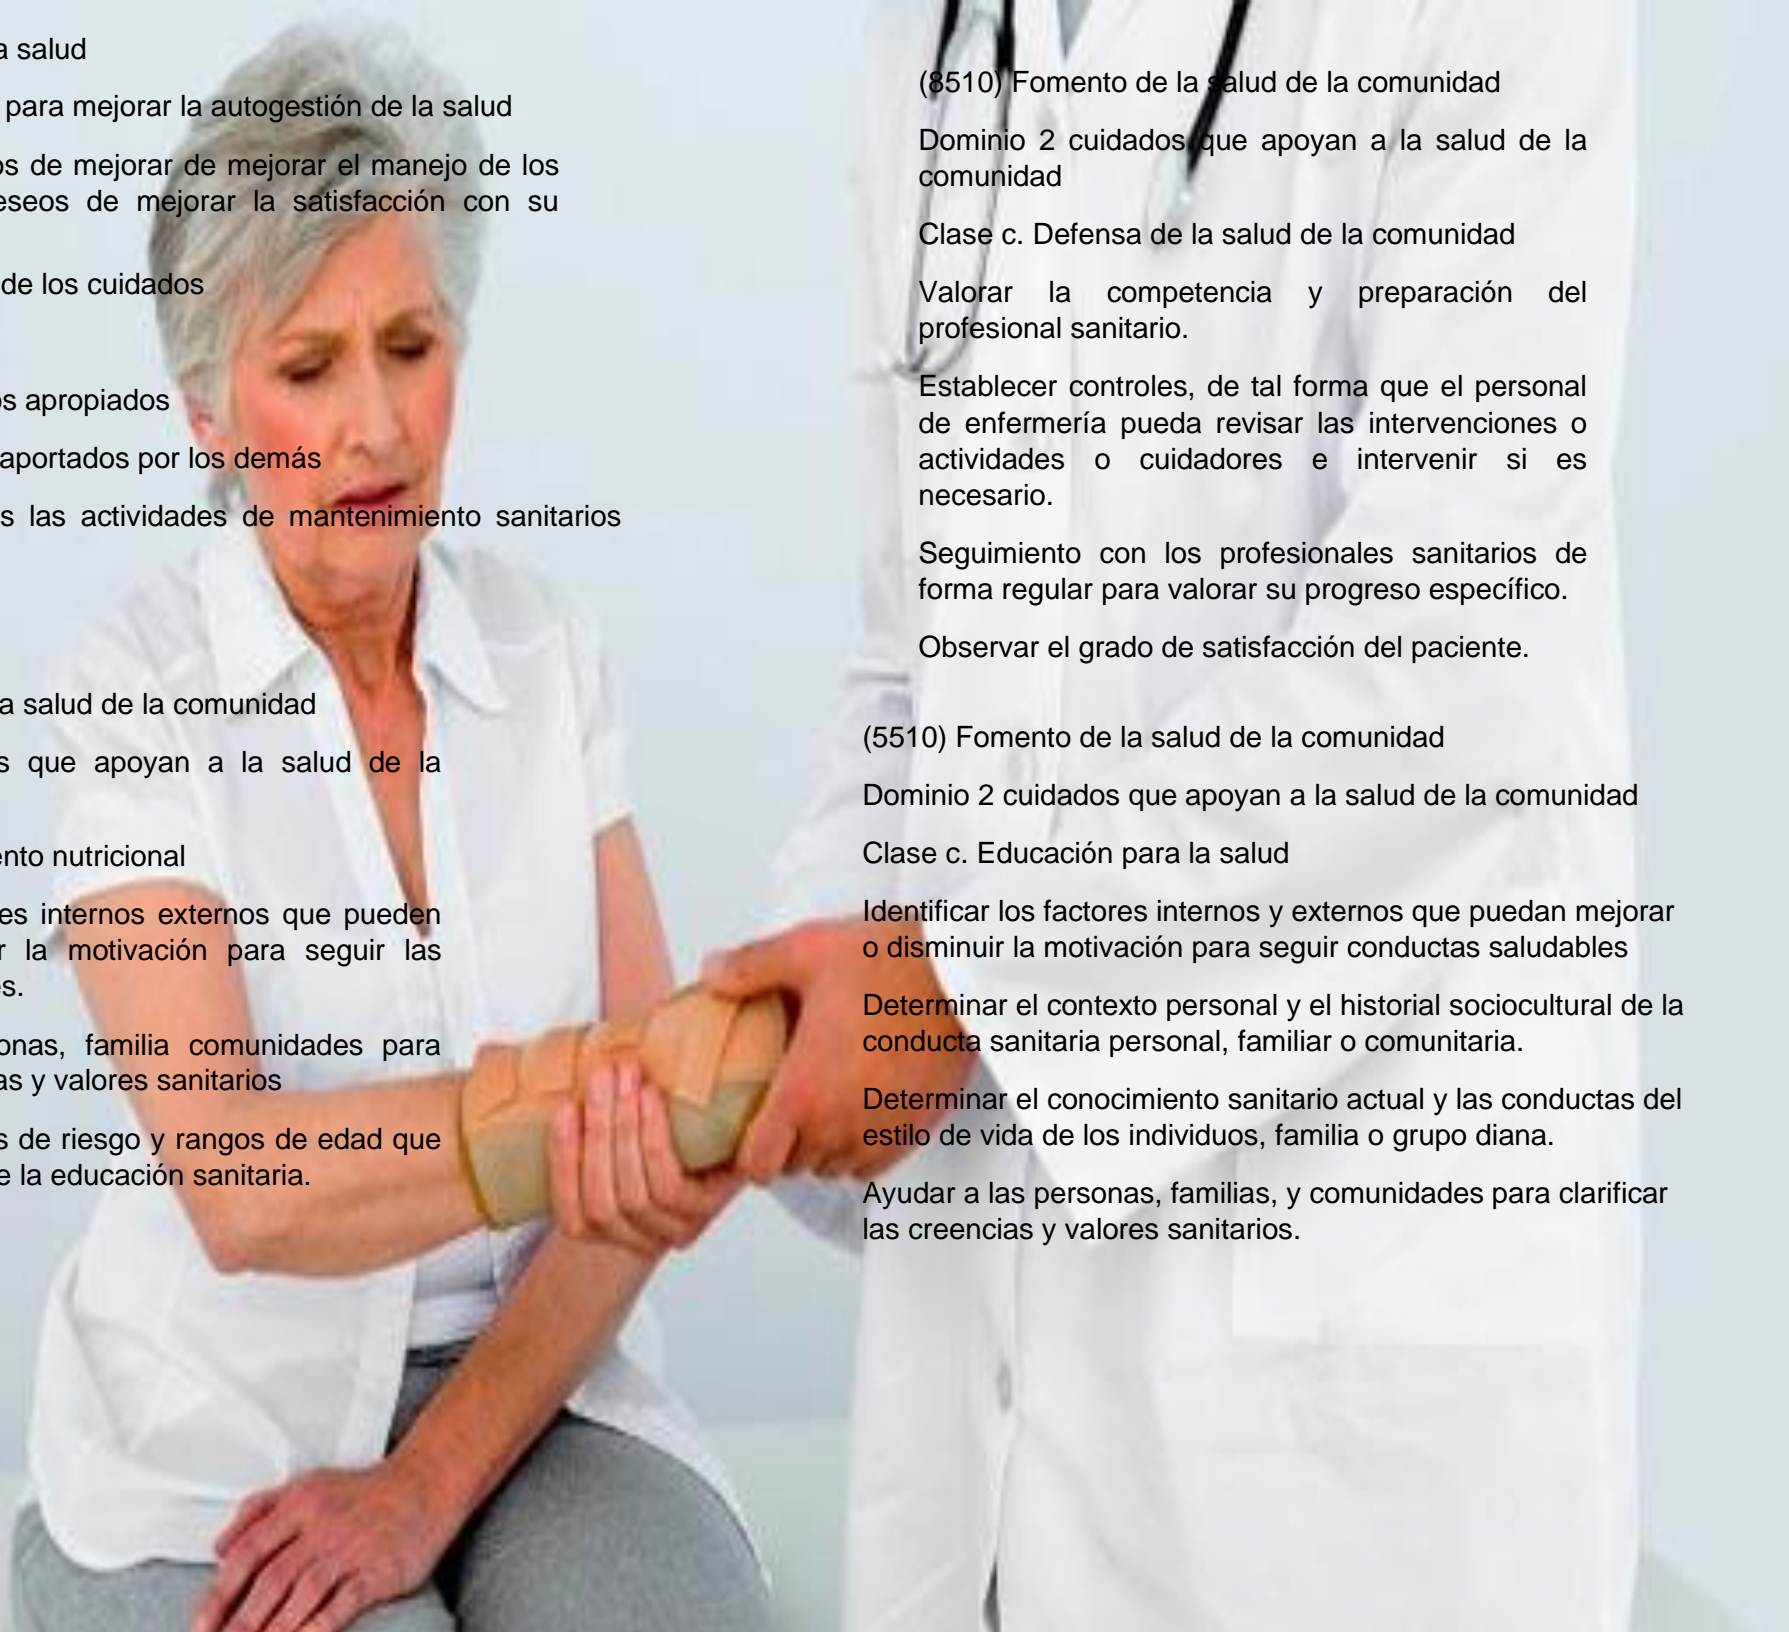 a salud
para mejorar la autogestión de la salud
os de mejorar de mejorar el manejo de los
eseos de mejorar la satisfacción con su
de los cuidados
os apropiados
aportados por los demás
s las actividades de mantenimiento sanitarios
a salud de la comunidad
s que apoyan a la salud de la
ento nutricional
es internos externos que pueden
r la motivación para seguir las
es.
onas, familia comunidades para
as y valores sanitarios
s de riesgo y rangos de edad que
e la educación sanitaria.
(8510) Fomento de la salud de la comunidad
Dominio 2 cuidados que apoyan a la salud de la
comunidad
Clase c. Defensa de la salud de la comunidad
Valorar la competencia y preparación del
profesional sanitario.
Establecer controles, de tal forma que el personal
de enfermería pueda revisar las intervenciones o
actividades o cuidadores e intervenir si es
necesario.
Seguimiento con los profesionales sanitarios de
forma regular para valorar su progreso específico.
Observar el grado de satisfacción del paciente.
(5510) Fomento de la salud de la comunidad
Dominio 2 cuidados que apoyan a la salud de la comunidad
Clase c. Educación para la salud
Identificar los factores internos y externos que puedan mejorar
o disminuir la motivación para seguir conductas saludables
Determinar el contexto personal y el historial sociocultural de la
conducta sanitaria personal, familiar o comunitaria.
Determinar el conocimiento sanitario actual y las conductas del
estilo de vida de los individuos, familia o grupo diana.
Ayudar a las personas, familias, y comunidades para clarificar
las creencias y valores sanitarios.